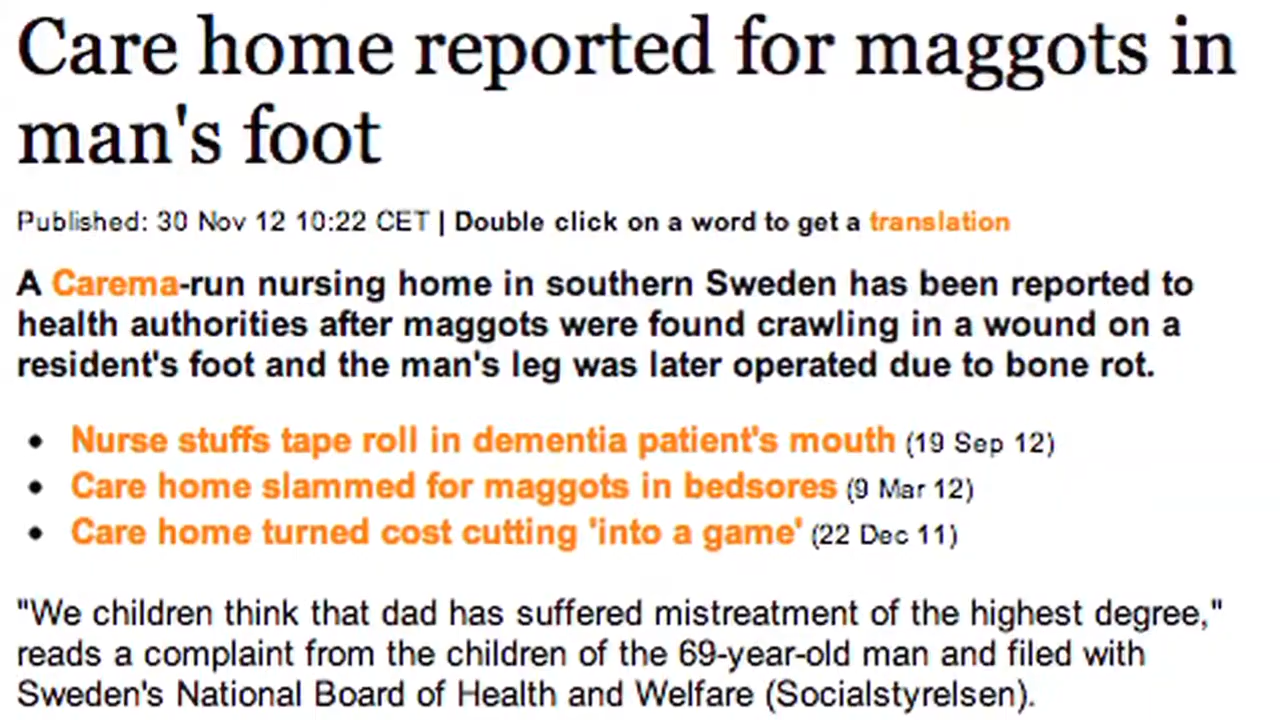 Care home reported for maggots in
man's foot
Published: 30 Nov 12 10:22 CET | Double click on a word to get a translation
A Carema-run nursing home in southern Sweden has been reported to
health authorities after maggots were found crawling in a wound on a
resident's foot and the man's leg was later operated due to bone rot.
• Nurse stuffs tape roll in dementia patient's mouth (19 Sep 12)
• Care home slammed for maggots in bedsores (9 Mar 12)
• Care home turned cost cutting 'into a game' (22 Dec 11)
"We children think that dad has suffered mistreatment of the highest degree,"
reads a complaint from the children of the 69-year-old man and filed with
Sweden's National Board of Health and Welfare (Socialstyrelsen).